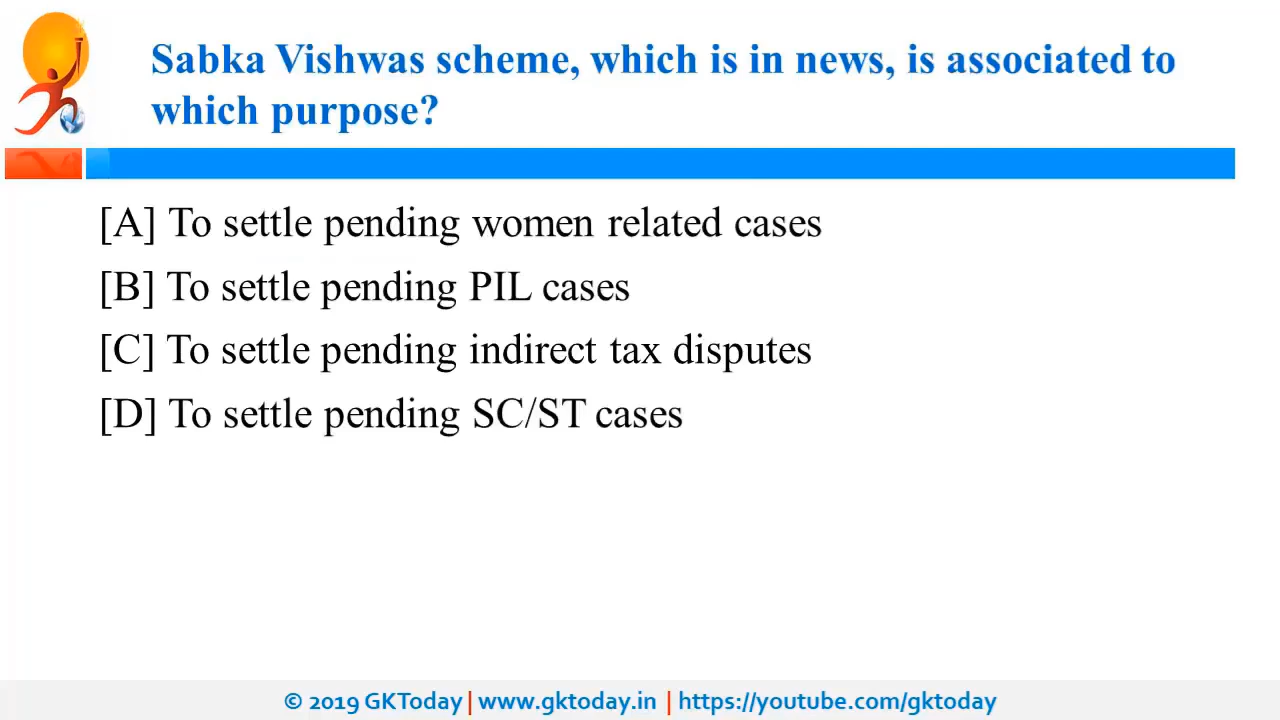 Sabka Vishwas scheme, which is in news, is associated to
which purpose?
[A] To settle pending women related cases
[B] To settle pending PIL cases
[C] To settle pending indirect tax disputes
[D] To settle pending SC/ST cases
© 2019 GKToday | www.gktoday.in | https://youtube.com/gktoday